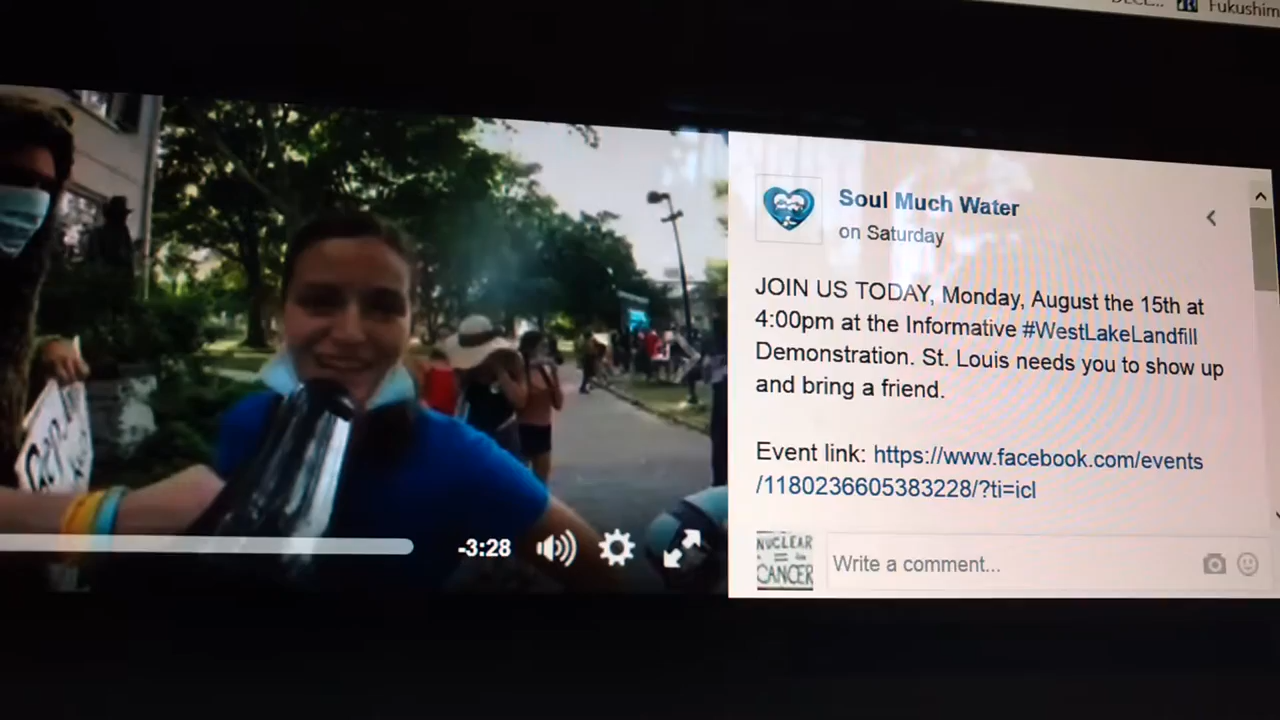 Fukushim
Soul Much Water
on Saturday
JOIN US TODAY, Monday, August the 15th at
4:00pm at the Informative #WestLakeLandfill
Demonstration. St. Louis needs you to show up
and bring a friend.
Event link: https://www.facebook.com/events
/1180236605383228/?ti=icl
-3:28
NUCLEAR
=
CANCER
Write a comment...